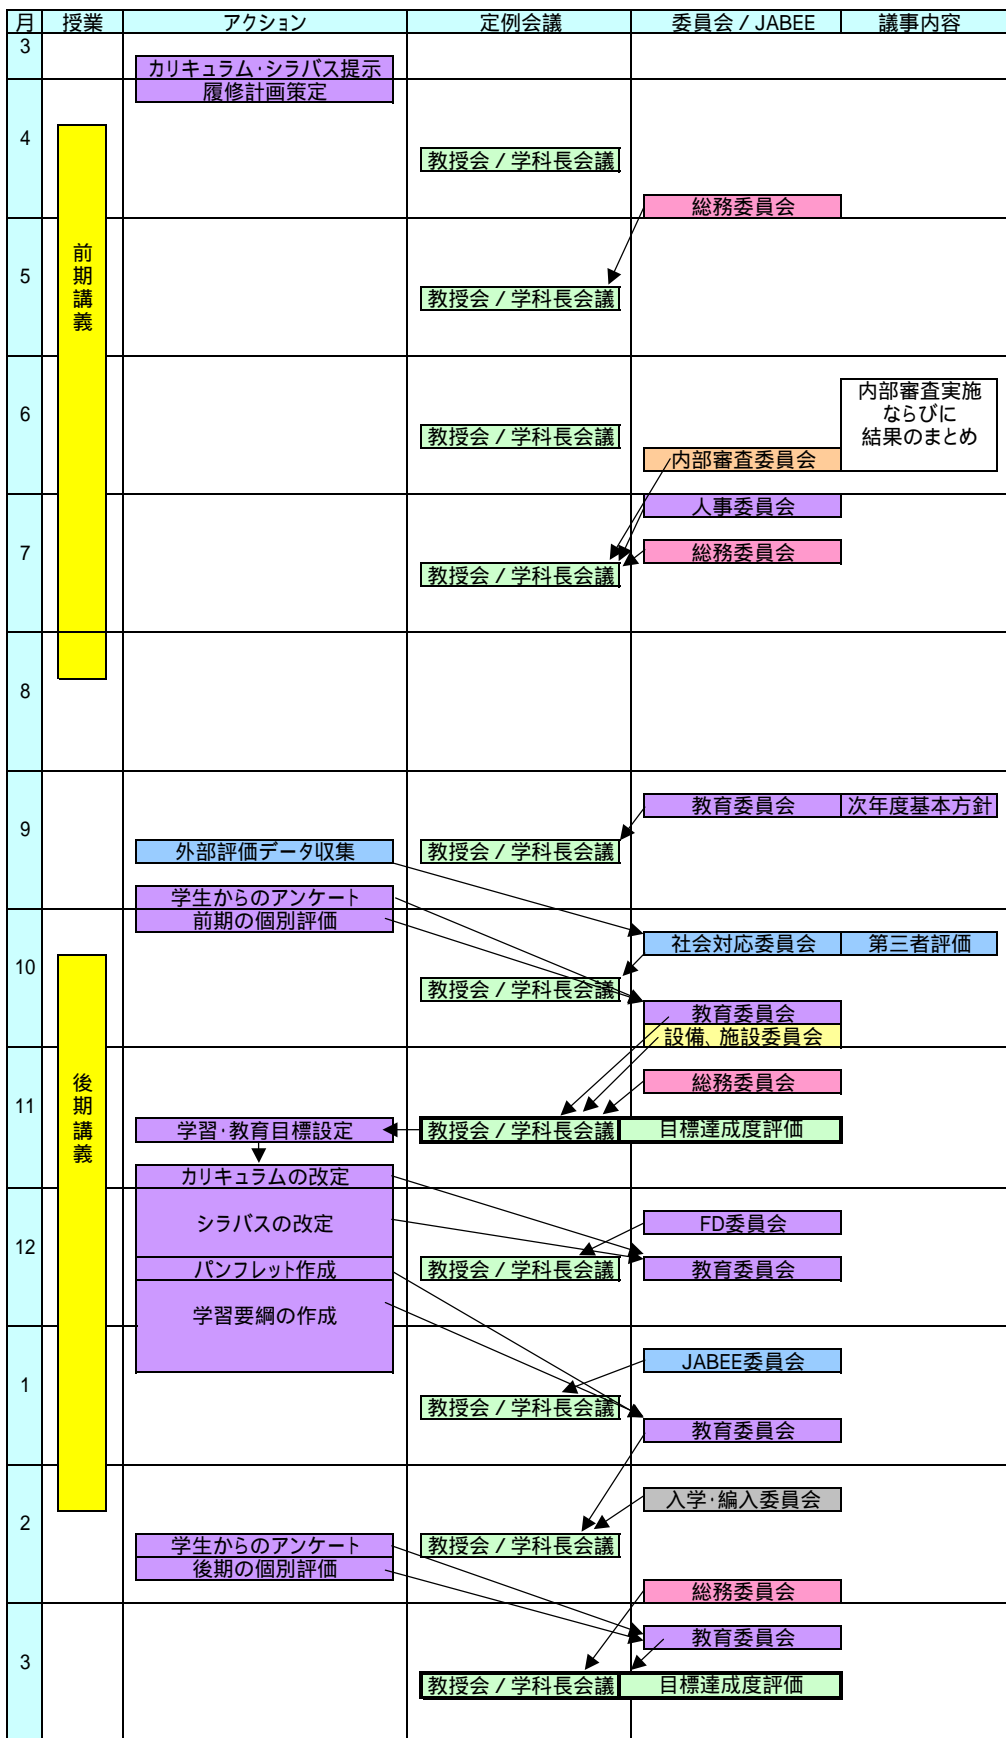 月 授業 アクション 定例会議 委員会 / JABEE 議事内容
3
カリキュラム・シラバス提示
履修計画策定
4
教授会 / 学科長会議
総務委員会
前期講義
5
教授会 / 学科長会議
6
内部審査実施
ならびに
結果のまとめ
教授会 / 学科長会議
内部審査委員会
人事委員会
7
総務委員会
教授会 / 学科長会議
8
9
教育委員会 次年度基本方針
外部評価データ収集 教授会 / 学科長会議
学生からのアンケート
前期の個別評価
社会対応委員会 第三者評価
10
教授会 / 学科長会議
教育委員会
設備、施設委員会
後期講義
総務委員会
11
学習・教育目標設定 教授会 / 学科長会議 目標達成度評価
カリキュラムの改定
シラバスの改定 FD委員会
12
パンフレット作成 教授会 / 学科長会議 教育委員会
学習要綱の作成
JABEE委員会
1
教授会 / 学科長会議
教育委員会
入学・編入委員会
2
学生からのアンケート 教授会 / 学科長会議
後期の個別評価
総務委員会
教育委員会
3
教授会 / 学科長会議 目標達成度評価